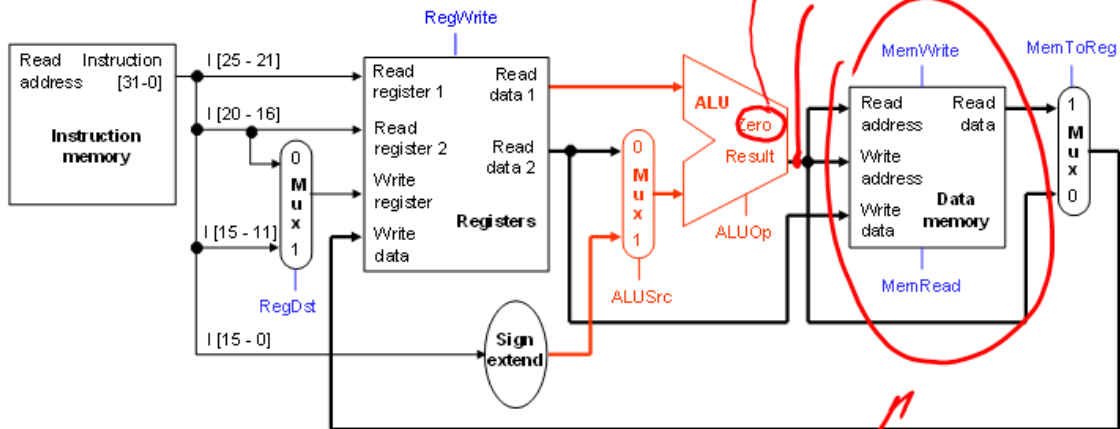 RegWrite
MemWrite
MemToReg
Read Instruction
address [31-0]
Instruction
memory
I [25 - 21]
I [20 - 16]
I [15 - 11]
I [15 - 0]
0
M
u
x
1
RegDst
Read
register 1
Read
data 1
Read
register 2
Read
data 2
Write
register
Registers
Write
data
Sign
extend
0
M
u
x
1
ALUSrc
ALU
Zero
Result
ALUOp
Read
address
Read
data
Write
address
Write
data
Data
memory
MemRead
1
M
u
x
0